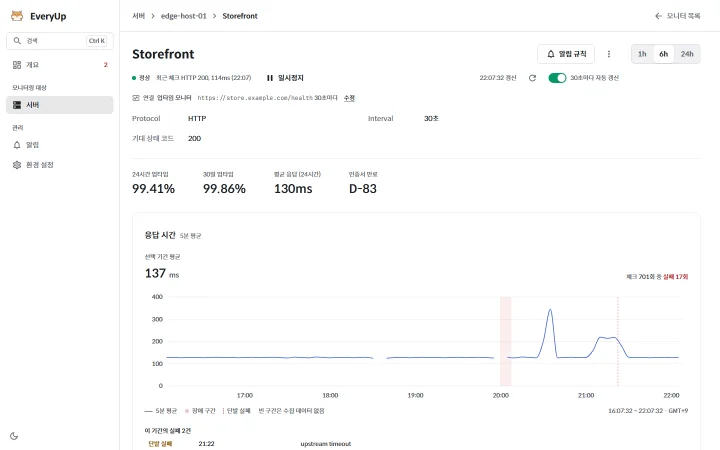 EveryUp
검색 Ctrl K
개요 2
모니터링 대상
서버
관리
알림
환경 설정
서버 > edge-host-01 > Storefront
← 모니터 목록
Storefront
알림 규칙
1h 6h 24h
정상 최근 체크 HTTP 200, 114ms (22:07) 일시정지
22:07:32 갱신 30초마다 자동 갱신
연결 업타임 모니터 https://store.example.com/health 30초마다 수정
Protocol HTTP Interval 30초
기대 상태 코드 200
24시간 업타임 30일 업타임 평균 응답 (24시간) 인증서 만료
99.41% 99.86% 130ms D-83
응답 시간 5분 평균
선택 기간 평균
137 ms
체크 701회 중 실패 17회
400
300
200
100
0
17:00 18:00 19:00 20:00 21:00 22:00
5분 평균 장애 구간 단발 실패 빈 구간은 수집 데이터 없음
16:07:32 ~ 22:07:32 · GMT+9
이 기간의 실패 2건
단발 실패 21:22 upstream timeout